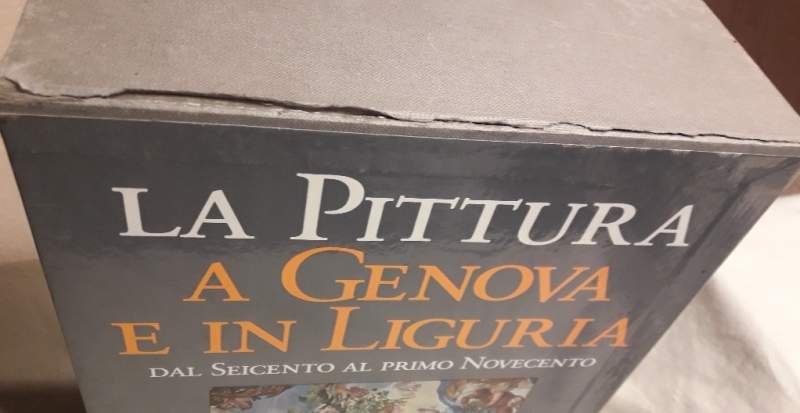 LA PITTURA
A GENOVA
E IN LIGURIA
DAL SEICENTO AL PRIMO NOVECENTO